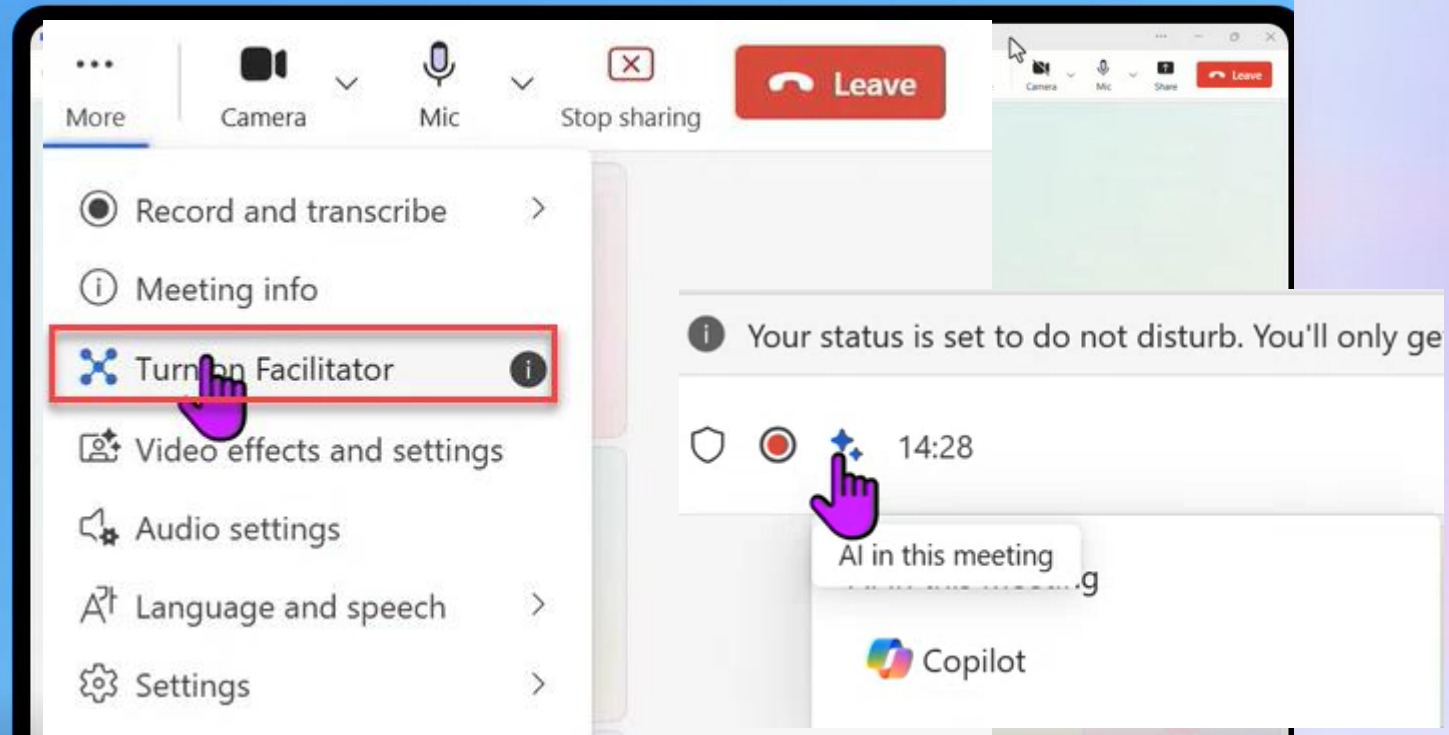 More
Camera
Mic
Stop sharing
Leave
Camera
Mic
Share
Leave
Record and transcribe
Meeting info
Turn on Facilitator
Video effects and settings
Audio settings
Language and speech
Settings
Your status is set to do not disturb. You'll only ge
14:28
AI in this meeting
Copilot